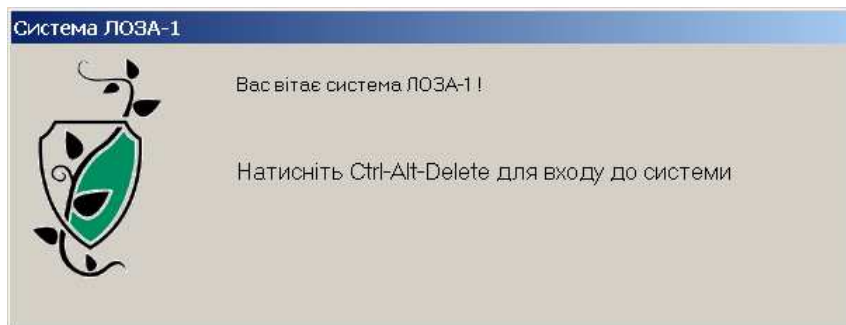 Система ЛОЗА-1
Вас вітає система ЛОЗА-1 !
Натисніть Ctrl-Alt-Delete для входу до системи